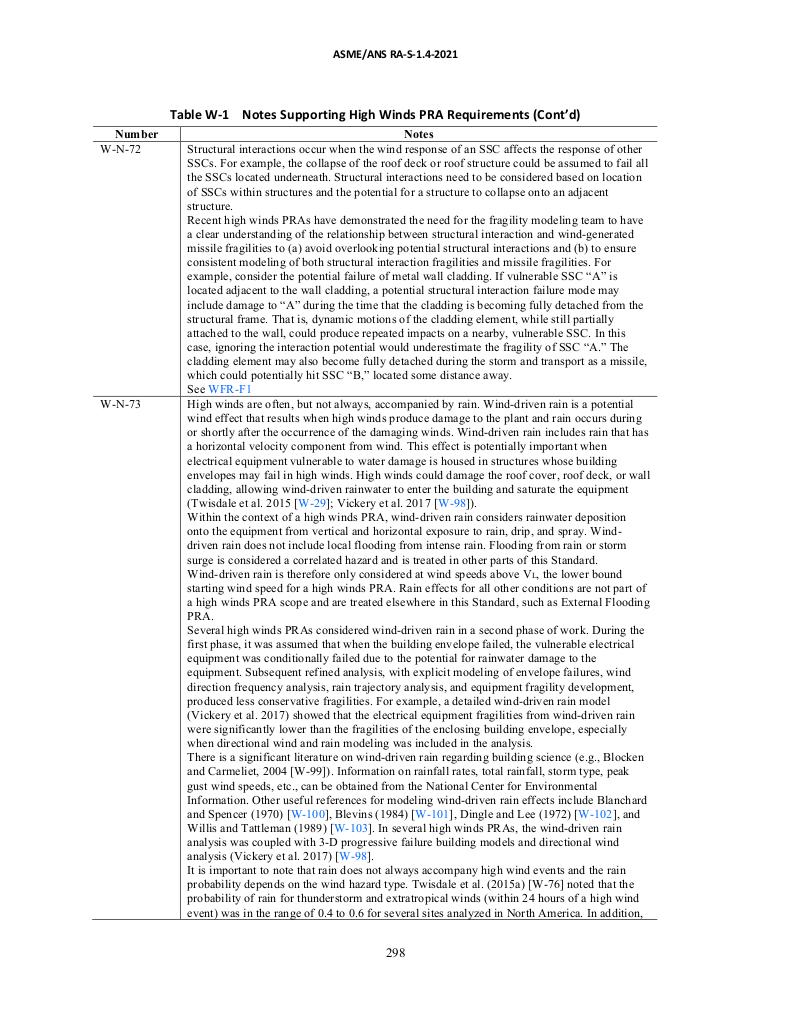 ASME/ANS RA-S-1.4-2021
Table W-1 Notes Supporting High Winds PRA Requirements (Cont’d)
Number Notes
W-N-72 Structural interactions occur when the wind response of an SSC affects the response of other
SSCs. For example, the collapse of the roof deck or roof structure could be assumed to fail all
the SSCs located underneath. Structural interactions need to be considered based on location
of SSCs within structures and the potential for a structure to collapse onto an adjacent
structure.
Recent high winds PRAs have demonstrated the need for the fragility modeling team to have
a clear understanding of the relationship between structural interaction and wind-generated
missile fragilities to (a) avoid overlooking potential structural interactions and (b) to ensure
consistent modeling of both structural interaction fragilities and missile fragilities. For
example, consider the potential failure of metal wall cladding. If vulnerable SSC “A” is
located adjacent to the wall cladding, a potential structural interaction failure mode may
include damage to “A” during the time that the cladding is becoming fully detached from the
structural frame. That is, dynamic motions of the cladding element, while still partially
attached to the wall, could produce repeated impacts on a nearby, vulnerable SSC. In this
case, ignoring the interaction potential would underestimate the fragility of SSC “A.” The
cladding element may also become fully detached during the storm and transport as a missile,
which could potentially hit SSC “B,” located some distance away.
See WFR-F1
W-N-73 High winds are often, but not always, accompanied by rain. Wind-driven rain is a potential
wind effect that results when high winds produce damage to the plant and rain occurs during
or shortly after the occurrence of the damaging winds. Wind-driven rain includes rain that has
a horizontal velocity component from wind. This effect is potentially important when
electrical equipment vulnerable to water damage is housed in structures whose building
envelopes may fail in high winds. High winds could damage the roof cover, roof deck, or wall
cladding, allowing wind-driven rainwater to enter the building and saturate the equipment
(Twisdale et al. 2015 [W-29]; Vickery et al. 2017 [W-98]).
Within the context of a high winds PRA, wind-driven rain considers rainwater deposition
onto the equipment from vertical and horizontal exposure to rain, drip, and spray. Wind-
driven rain does not include local flooding from intense rain. Flooding from rain or storm
surge is considered a correlated hazard and is treated in other parts of this Standard.
Wind-driven rain is therefore only considered at wind speeds above VL, the lower bound
starting wind speed for a high winds PRA. Rain effects for all other conditions are not part of
a high winds PRA scope and are treated elsewhere in this Standard, such as External Flooding
PRA.
Several high winds PRAs considered wind-driven rain in a second phase of work. During the
first phase, it was assumed that when the building envelope failed, the vulnerable electrical
equipment was conditionally failed due to the potential for rainwater damage to the
equipment. Subsequent refined analysis, with explicit modeling of envelope failures, wind
direction frequency analysis, rain trajectory analysis, and equipment fragility development,
produced less conservative fragilities. For example, a detailed wind-driven rain model
(Vickery et al. 2017) showed that the electrical equipment fragilities from wind-driven rain
were significantly lower than the fragilities of the enclosing building envelope, especially
when directional wind and rain modeling was included in the analysis.
There is a significant literature on wind-driven rain regarding building science (e.g., Blocken
and Carmeliet, 2004 [W-99]). Information on rainfall rates, total rainfall, storm type, peak
gust wind speeds, etc., can be obtained from the National Center for Environmental
Information. Other useful references for modeling wind-driven rain effects include Blanchard
and Spencer (1970) [W-100], Blevins (1984) [W-101], Dingle and Lee (1972) [W-102], and
Willis and Tattleman (1989) [W-103]. In several high winds PRAs, the wind-driven rain
analysis was coupled with 3-D progressive failure building models and directional wind
analysis (Vickery et al. 2017) [W-98].
It is important to note that rain does not always accompany high wind events and the rain
probability depends on the wind hazard type. Twisdale et al. (2015a) [W-76] noted that the
probability of rain for thunderstorm and extratropical winds (within 24 hours of a high wind
event) was in the range of 0.4 to 0.6 for several sites analyzed in North America. In addition,
298